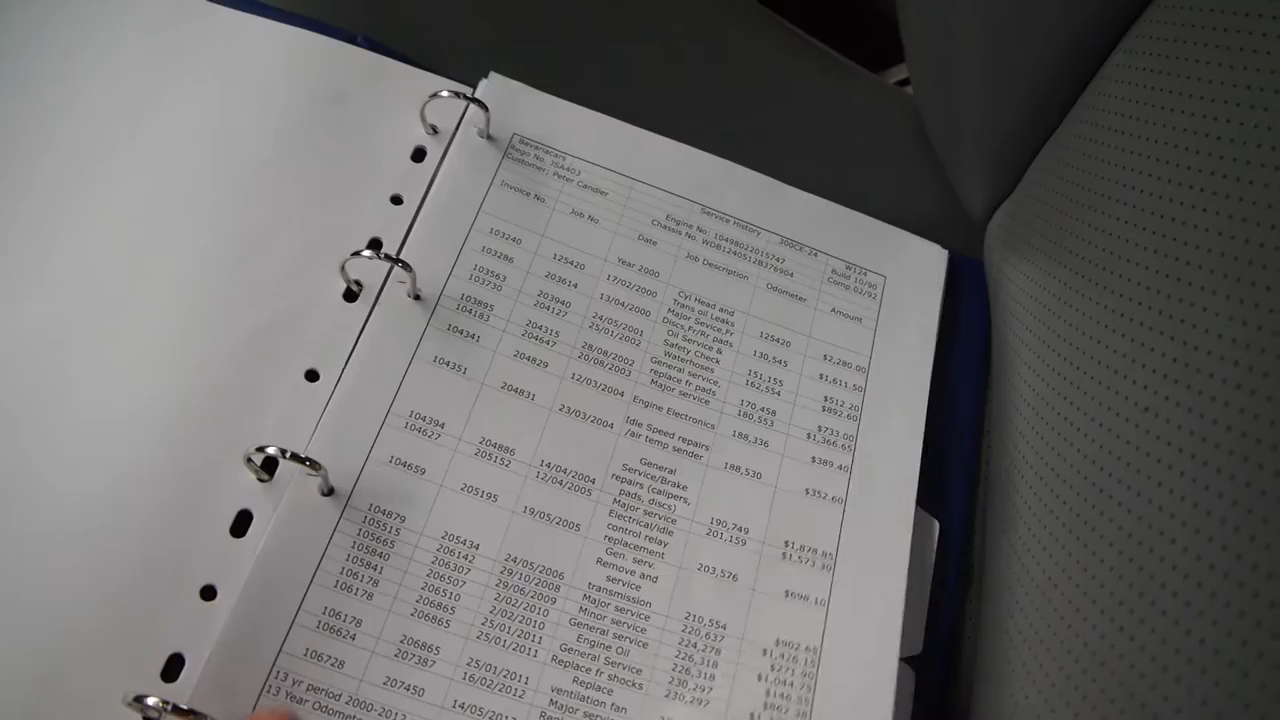 Bavariacars
Rego No. JSA403
Customer; Peter Candler
Service History 300CE-24 W124
Engine No: 10498022015747 Build 10/90
Chassis No. WDB1240512B376904 Comp.02/92
Invoice No. Job No. Date Job Description Odometer Amount
Year 2000
103240 125420 17/02/2000 Cyl Head and Trans oil Leaks 125420 $2,280.00
103286 203614 13/04/2000 Major Sevice,Fr Discs,Fr/Rr pads 130,545 $1,611.50
103563 203940 24/05/2001 Oil Service & Safety Check 151,155 $512.20
103730 204127 25/01/2002 Waterhoses 162,554 $892.60
103895 204315 28/08/2002 General service, replace fr pads 170,458 $733.00
104183 204647 20/08/2003 Major service 180,553 $1,366.65
104341 204829 12/03/2004 Engine Electronics 188,336 $389.40
104351 204831 23/03/2004 Idle Speed repairs /air temp sender 188,530 $352.60
104394 204886 14/04/2004 General Service/Brake repairs (calipers, pads, discs) 190,749 $1,878.85
104627 205152 12/04/2005 Major service 201,159 $1,573.30
104659 205195 19/05/2005 Electrical/idle control relay replacement 203,576 $698.10
104879 205434 24/05/2006 Gen. serv. Remove and service transmission 210,554 $902.65
105515 206142 29/10/2008 Major service 220,637 $1,426.15
105665 206307 29/06/2009 Minor service 224,278 $271.90
105840 206507 2/02/2010 General service 226,318 $1,044.75
105841 206510 2/02/2010 Engine Oil 226,318 $146.55
106178 206865 25/01/2011 General Service 230,297 $862.38
106178 206865 25/01/2011 Replace fr shocks 230,297
106178 206865 25/01/2011 Replace ventilation fan
106624 207387 16/02/2012 Major serv
106728 207450 14/05/201
13 yr period 2000-2012
13 Year Odome